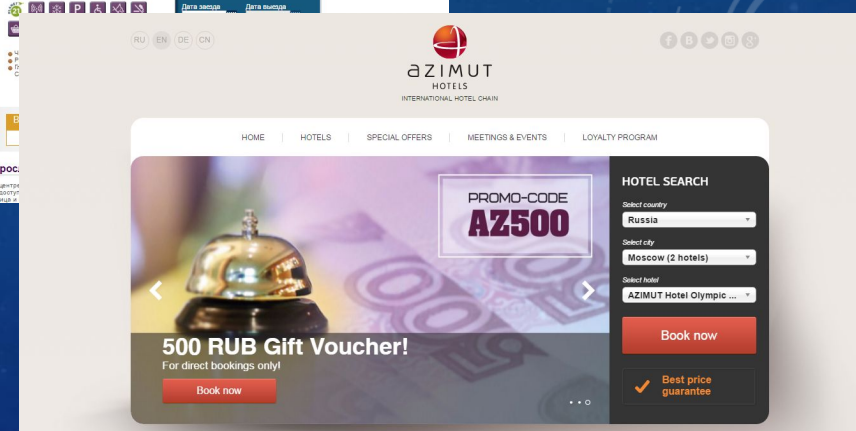 Дата заезда
Дата выезда
RU EN DE CN
AZIMUT
HOTELS
INTERNATIONAL HOTEL CHAIN
HOME
HOTELS
SPECIAL OFFERS
MEETINGS & EVENTS
LOYALTY PROGRAM
PROMO-CODE
AZ500
500 RUB Gift Voucher!
For direct bookings only!
Book now
HOTEL SEARCH
Select country
Russia
Select city
Moscow (2 hotels)
Select hotel
AZIMUT Hotel Olympic ...
Book now
Best price
guarantee